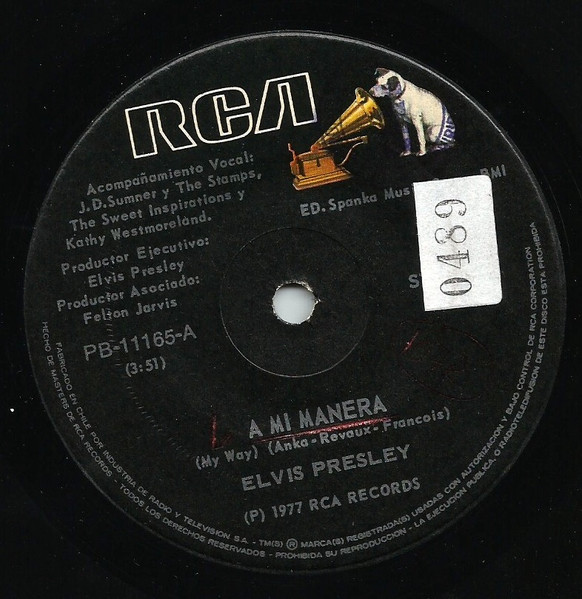 RCA
Acompañamiento Vocal:
J.D.Sumner y The Stamps,
The Sweet Inspirations y
Kathy Westmoreland.
Productor Ejecutivo:
Elvis Presley
Productor Asociado:
Felton Jarvis
PB-11165-A
(3:51)
ED. Spanka BMI
0489
A MI MANERA
(My Way) (Anka-Revaux-Francois)
ELVIS PRESLEY
(P) 1977 RCA RECORDS
FABRICADO EN CHILE POR INDUSTRIA DE RADIO Y TELEVISION S.A. - TM(S) ® MARCA(S) REGISTRADA(S) USADAS CON AUTORIZACION Y BAJO CONTROL DE RCA CORPORATION
HECHO DE MASTERS DE RCA RECORDS - TODOS LOS DERECHOS RESERVADOS - PROHIBIDA SU REPRODUCCION - LA EJECUCION PUBLICA, O RADIOTELEDIFUSION DE ESTE DISCO ESTA PROHIBIDA